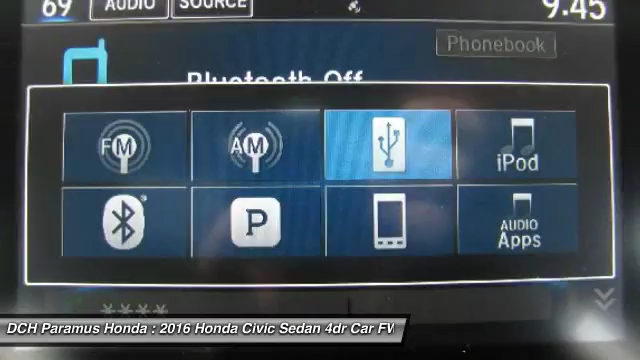 69 AUDIO SOURCE 9:45
Phonebook
Bluetooth Off
FM AM iPod
P AUDIO Apps
****
DCH Paramus Honda : 2016 Honda Civic Sedan 4dr Car FW